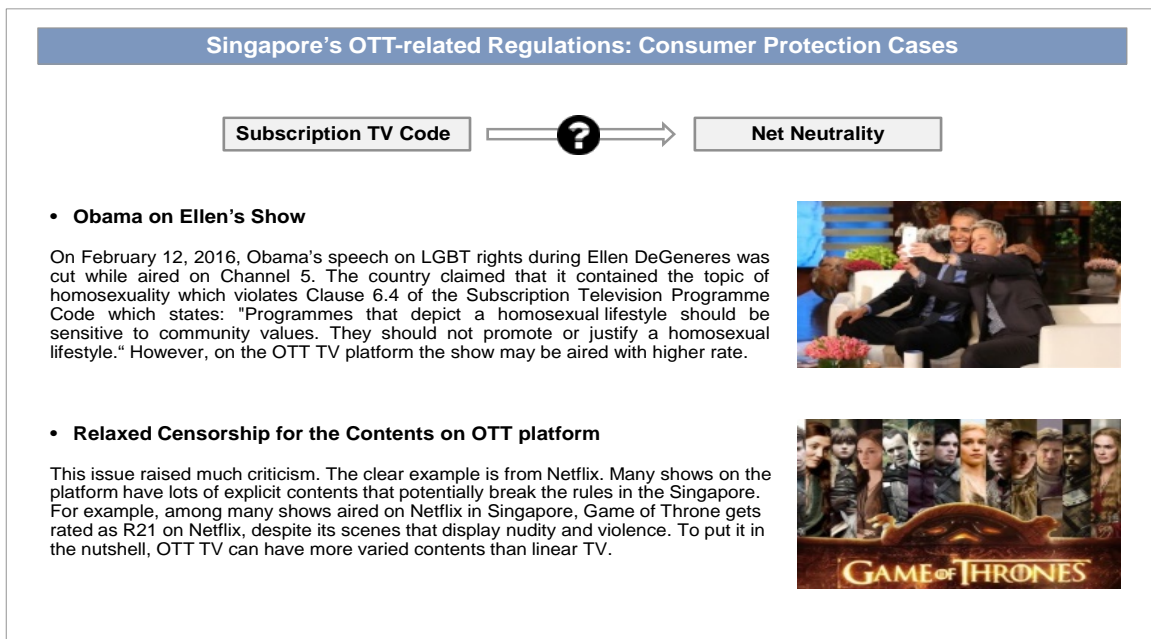 Singapore's OTT-related Regulations: Consumer Protection Cases
Subscription TV Code
?
Net Neutrality
• Obama on Ellen's Show
On February 12, 2016, Obama's speech on LGBT rights during Ellen DeGeneres was
cut while aired on Channel 5. The country claimed that it contained the topic of
homosexuality which violates Clause 6.4 of the Subscription Television Programme
Code which states: "Programmes that depict a homosexual lifestyle should be
sensitive to community values. They should not promote or justify a homosexual
lifestyle.“ However, on the OTT TV platform the show may be aired with higher rate.
• Relaxed Censorship for the Contents on OTT platform
This issue raised much criticism. The clear example is from Netflix. Many shows on the
platform have lots of explicit contents that potentially break the rules in the Singapore.
For example, among many shows aired on Netflix in Singapore, Game of Throne gets
rated as R21 on Netflix, despite its scenes that display nudity and violence. To put it in
the nutshell, OTT TV can have more varied contents than linear TV.
GAME OF THRONES